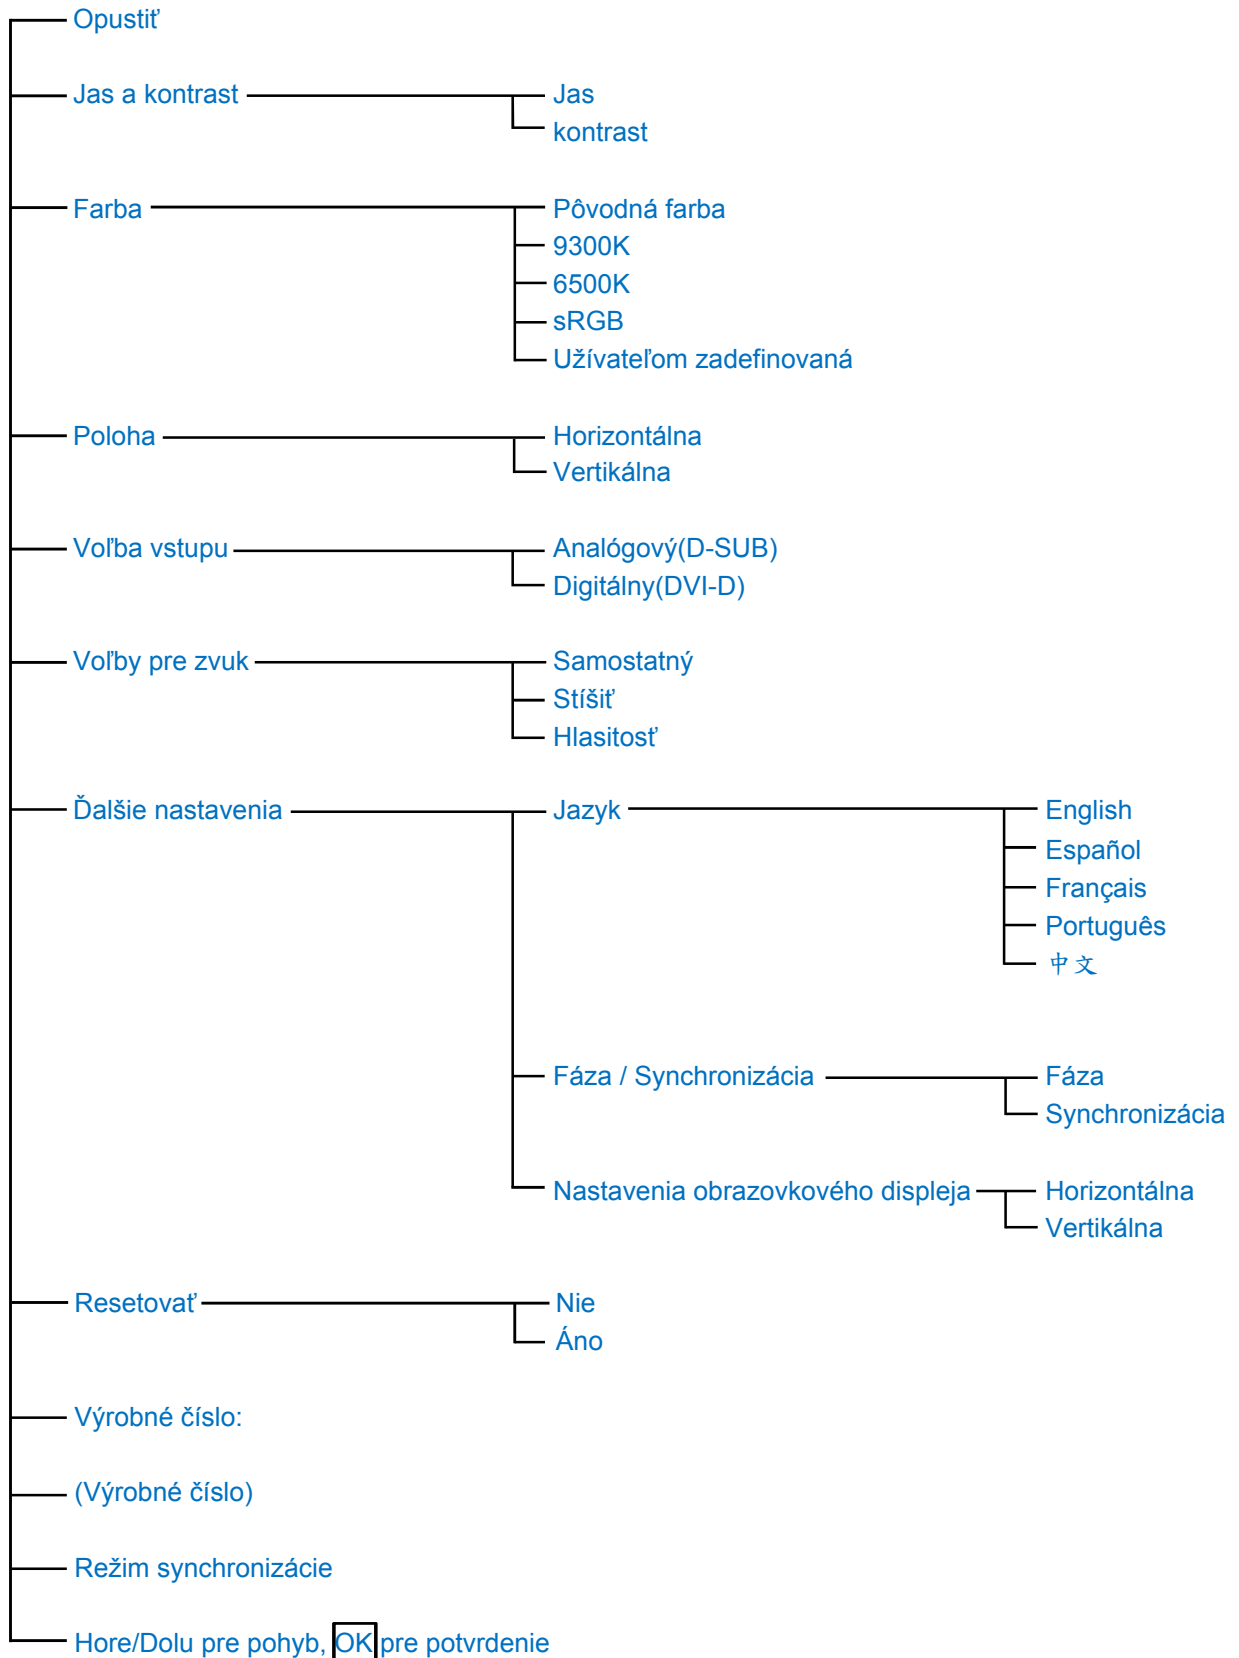 Opustiť
Jas a kontrast
Jas
kontrast
Farba
Pôvodná farba
9300K
6500K
sRGB
Užívateľom zadefinovaná
Poloha
Horizontálna
Vertikálna
Voľba vstupu
Analógový(D-SUB)
Digitálny(DVI-D)
Voľby pre zvuk
Samostatný
Stíšiť
Hlasitosť
Ďalšie nastavenia
Jazyk
English
Español
Français
Português
中文
Fáza / Synchronizácia
Fáza
Synchronizácia
Nastavenia obrazovkového displeja
Horizontálna
Vertikálna
Resetovať
Nie
Áno
Výrobné číslo:
(Výrobné číslo)
Režim synchronizácie
Hore/Dolu pre pohyb, OK pre potvrdenie